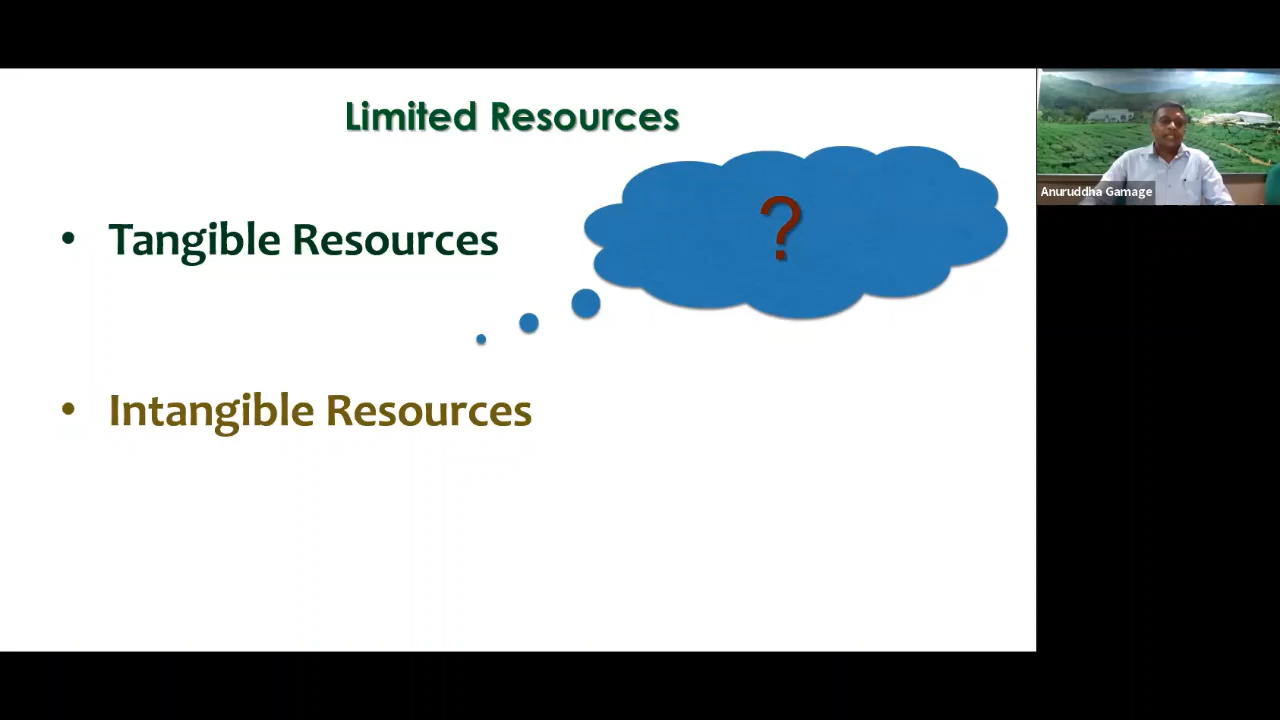 Limited Resources
?
• Tangible Resources
• Intangible Resources
Anuruddha Gamage